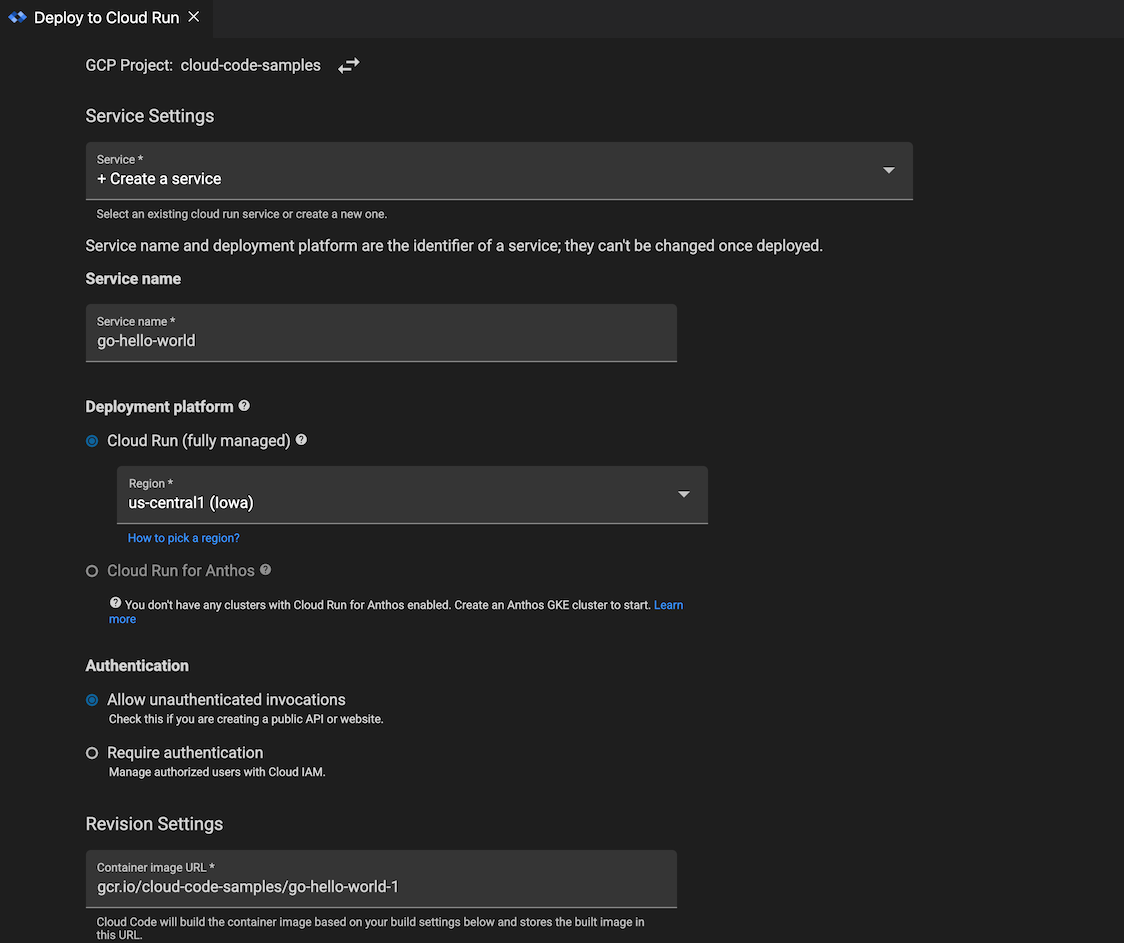 Deploy to Cloud Run
GCP Project: cloud-code-samples
Service Settings
Service *
+ Create a service
Select an existing cloud run service or create a new one.
Service name and deployment platform are the identifier of a service; they can't be changed once deployed.
Service name
Service name *
go-hello-world
Deployment platform
Cloud Run (fully managed)
Region *
us-central1 (Iowa)
How to pick a region?
Cloud Run for Anthos
You don't have any clusters with Cloud Run for Anthos enabled. Create an Anthos GKE cluster to start. Learn
more
Authentication
Allow unauthenticated invocations
Check this if you are creating a public API or website.
Require authentication
Manage authorized users with Cloud IAM.
Revision Settings
Container image URL *
gcr.io/cloud-code-samples/go-hello-world-1
Cloud Code will build the container image based on your build settings below and stores the built image in
this URL.